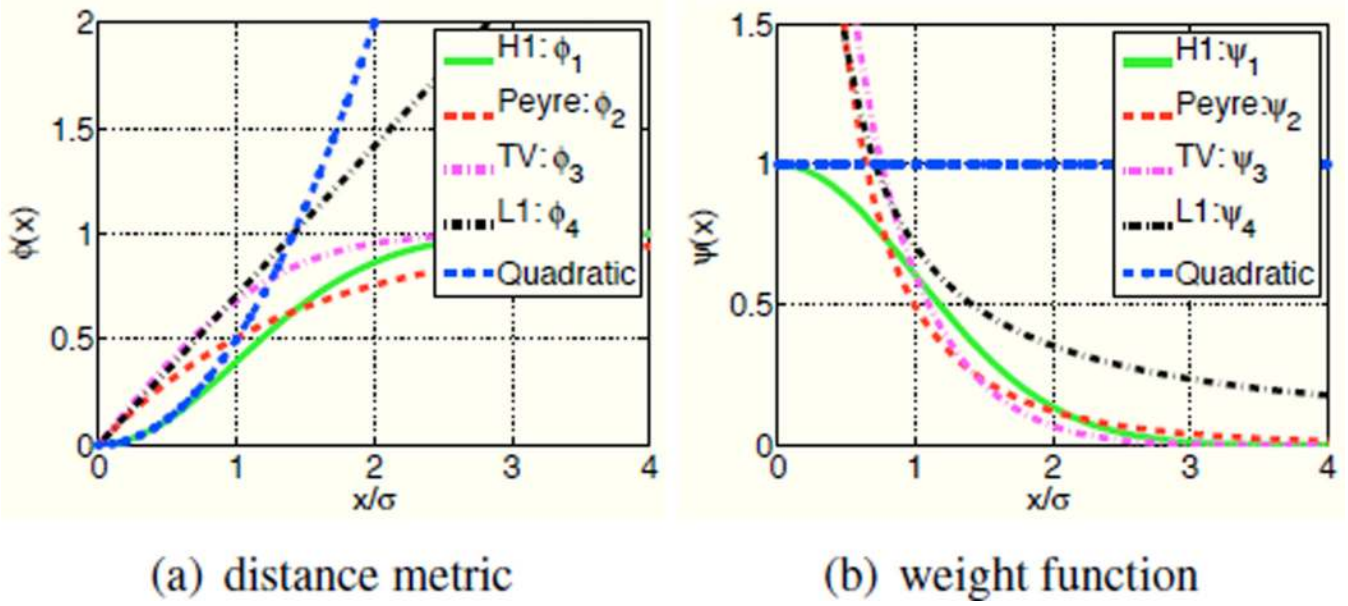 2
1.5
1
0.5
0
0
1
2
3
4
ϕ(x)
x/σ
H1: ϕ₁
Peyre: ϕ₂
TV: ϕ₃
L1: ϕ₄
Quadratic
(a) distance metric
1.5
1
0.5
0
0
1
2
3
4
ψ(x)
x/σ
H1:ψ₁
Peyre:ψ₂
TV: ψ₃
L1:ψ₄
Quadratic
(b) weight function